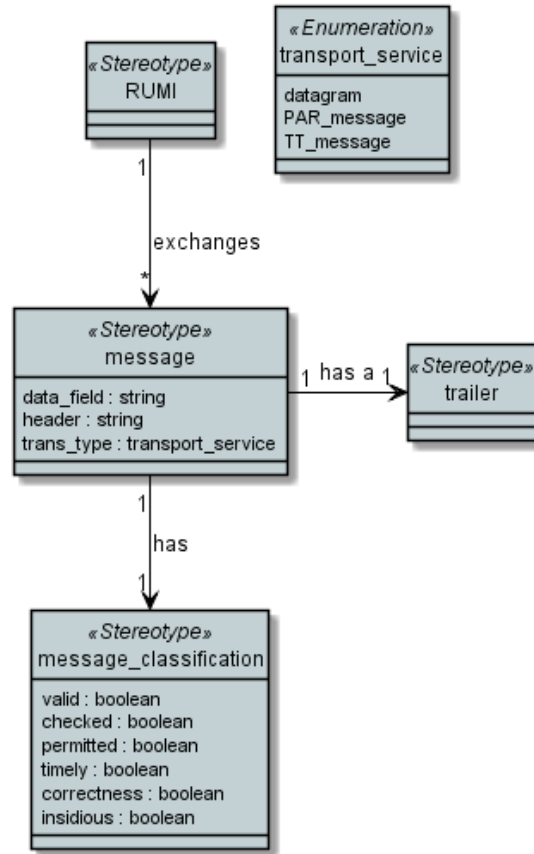 «Stereotype»
RUMI
«Enumeration»
transport_service
datagram
PAR_message
TT_message
1
exchanges
*
«Stereotype»
message
data_field : string
header : string
trans_type : transport_service
1 has a 1
«Stereotype»
trailer
1
has
1
«Stereotype»
message_classification
valid : boolean
checked : boolean
permitted : boolean
timely : boolean
correctness : boolean
insidious : boolean